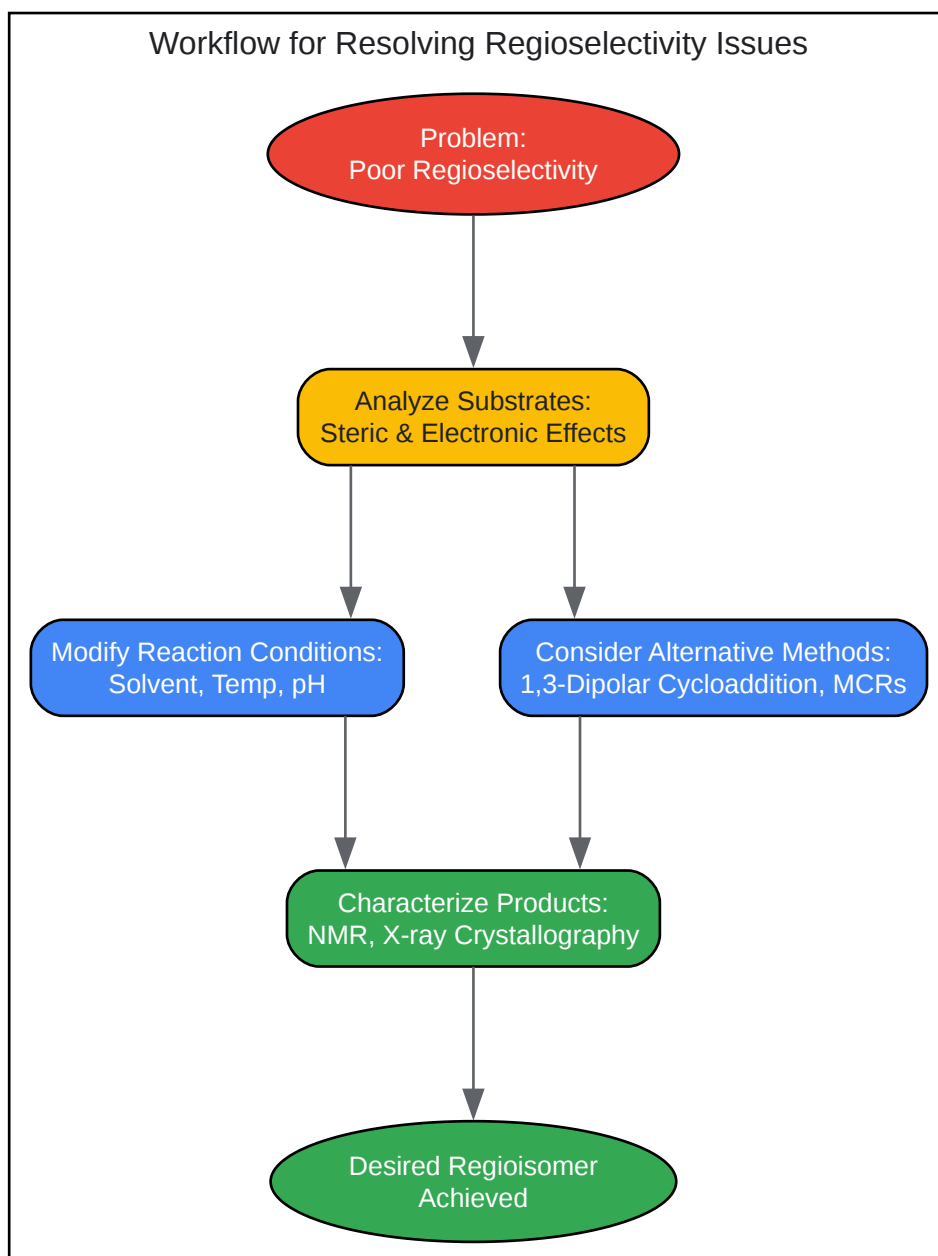 Workflow for Resolving Regioselectivity Issues
Problem:
Poor Regioselectivity
Analyze Substrates:
Steric & Electronic Effects
Modify Reaction Conditions:
Solvent, Temp, pH
Consider Alternative Methods:
1,3-Dipolar Cycloaddition, MCRs
Characterize Products:
NMR, X-ray Crystallography
Desired Regioisomer
Achieved